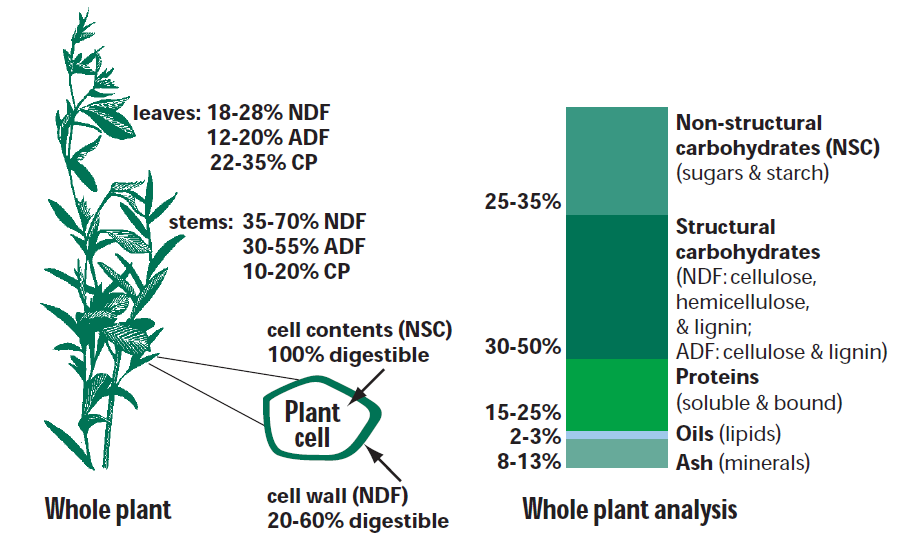 leaves: 18-28% NDF
12-20% ADF
22-35% CP
stems: 35-70% NDF
30-55% ADF
10-20% CP
cell contents (NSC)
100% digestible
Plant
cell
cell wall (NDF)
20-60% digestible
Whole plant
Non-structural
carbohydrates (NSC)
(sugars & starch)
25-35%
Structural
carbohydrates
(NDF: cellulose,
hemicellulose,
& lignin;
ADF: cellulose & lignin)
30-50%
Proteins
(soluble & bound)
15-25%
2-3%
Oils (lipids)
8-13%
Ash (minerals)
Whole plant analysis